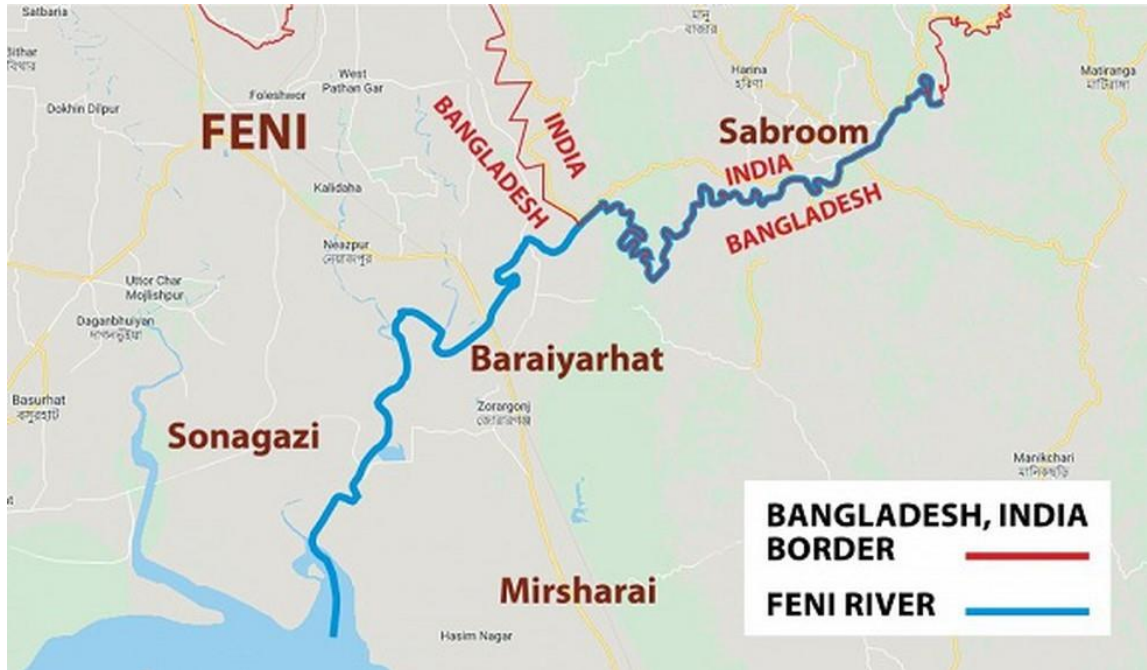 Satbaria
মানু
বাজার
Bithar
West
Pathan Gar
Foleshwor
Harina
হরিণা
Matiranga
মাটিরাঙ্গা
Dokhin Dilpur
FENI
BANGLADESH
INDIA
Sabroom
INDIA
BANGLADESH
Kalidaha
Neazpur
নেয়াজপুর
Uttor Char
Mojlishpur
Daganbhuiyan
দাগনভূঁইয়া
Baraiyarhat
Basurhat
বসুরহাট
Zorargonj
জোরারগঞ্জ
Sonagazi
Manikchari
মানিকছড়ি
BANGLADESH, INDIA
BORDER
FENI RIVER
Mirsharai
Hasim Nagar